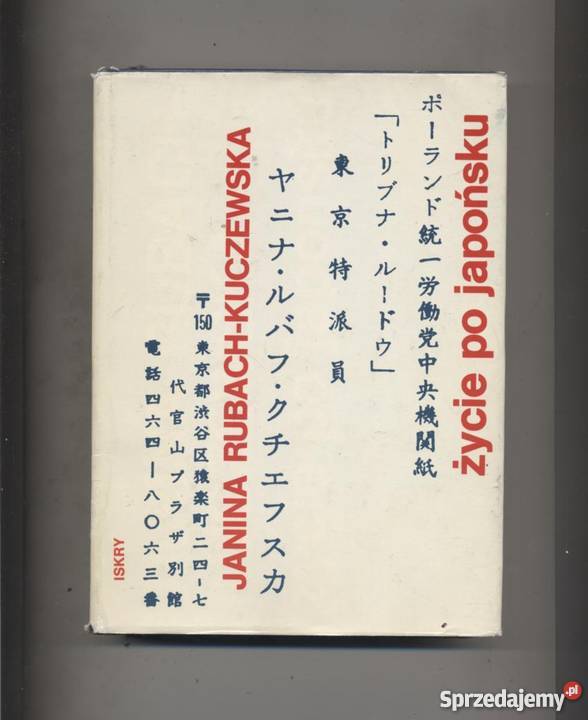 ポーランド統一労働党中央機関紙
「トリブナ・ルードウ」
東京特派員
ヤニナ・ルバフ・クチエフスカ
〒150 東京都渋谷区猿楽町二四-七
代官山プラザ別館
電話四六四-八〇六三番
życie po japońsku
JANINA RUBACH-KUCZEWSKA
ISKRY
Sprzedajemy.pl